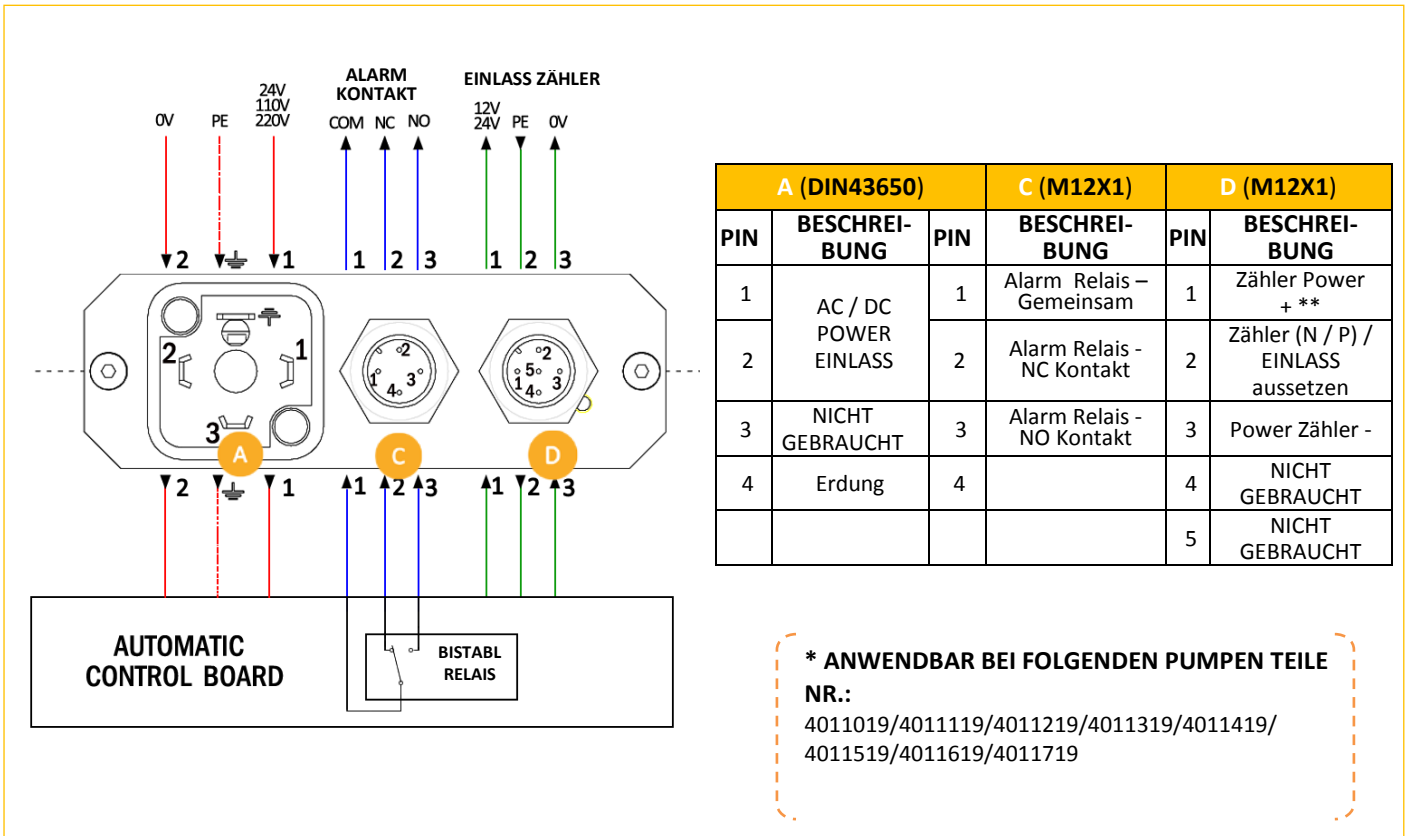 ALARM
KONTAKT
EINLASS ZÄHLER
24V
110V
220V
0V
PE
COM NC NO
12V
24V
PE
0V
2
1
1 2 3
1 2 3
2
1
3
A
2
1
3
4
C
2
5
1
3
4
D
2
1
1 2 3
1 2 3
AUTOMATIC
CONTROL BOARD
BISTABL
RELAIS
A (DIN43650) C (M12X1) D (M12X1)
PIN BESCHREI-
BUNG PIN BESCHREI-
BUNG PIN BESCHREI-
BUNG
1 AC / DC
POWER
EINLASS
1 Alarm Relais –
Gemeinsam
1 Zähler Power
+ **
2
2 Alarm Relais -
NC Kontakt
2 Zähler (N / P) /
EINLASS
aussetzen
3 NICHT
GEBRAUCHT
3 Alarm Relais -
NO Kontakt
3 Power Zähler -
4 Erdung
4
4 NICHT
GEBRAUCHT
5 NICHT
GEBRAUCHT
* ANWENDBAR BEI FOLGENDEN PUMPEN TEILE
NR.:
4011019/4011119/4011219/4011319/4011419/
4011519/4011619/4011719